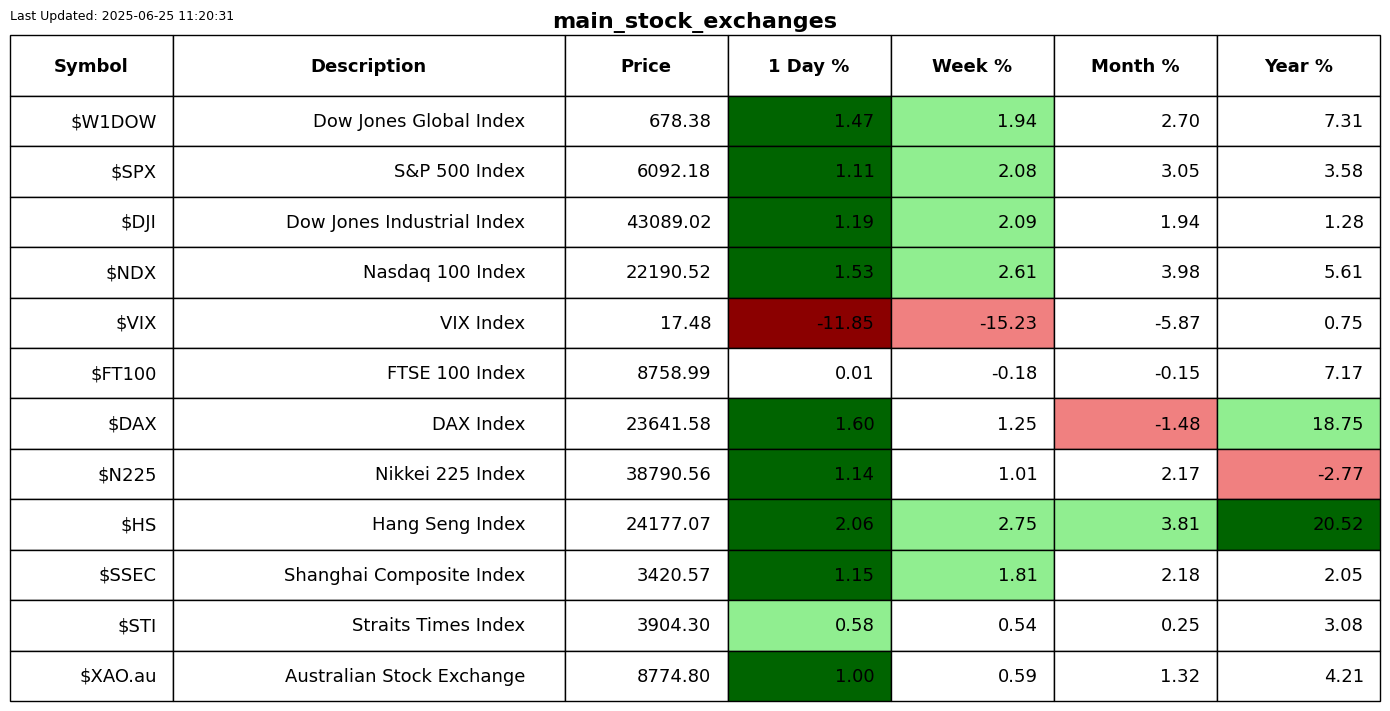 Last Updated: 2025-06-25 11:20:31
main_stock_exchanges
Symbol Description Price 1 Day % Week % Month % Year %
$W1DOW Dow Jones Global Index 678.38 1.47 1.94 2.70 7.31
$SPX S&P 500 Index 6092.18 1.11 2.08 3.05 3.58
$DJI Dow Jones Industrial Index 43089.02 1.19 2.09 1.94 1.28
$NDX Nasdaq 100 Index 22190.52 1.53 2.61 3.98 5.61
$VIX VIX Index 17.48 -11.85 -15.23 -5.87 0.75
$FT100 FTSE 100 Index 8758.99 0.01 -0.18 -0.15 7.17
$DAX DAX Index 23641.58 1.60 1.25 -1.48 18.75
$N225 Nikkei 225 Index 38790.56 1.14 1.01 2.17 -2.77
$HS Hang Seng Index 24177.07 2.06 2.75 3.81 20.52
$SSEC Shanghai Composite Index 3420.57 1.15 1.81 2.18 2.05
$STI Straits Times Index 3904.30 0.58 0.54 0.25 3.08
$XAO.au Australian Stock Exchange 8774.80 1.00 0.59 1.32 4.21